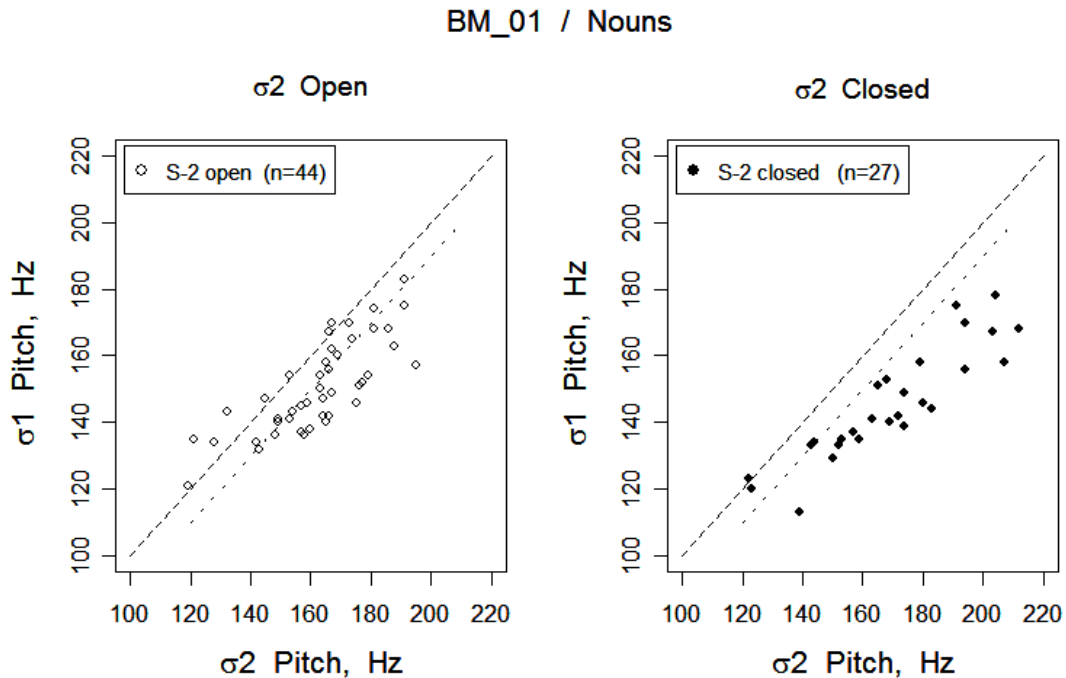 BM_01 / Nouns
σ2 Open
S-2 open (n=44)
220
200
180
160
140
120
100
σ1 Pitch, Hz
100 120 140 160 180 200 220
σ2 Pitch, Hz
σ2 Closed
S-2 closed (n=27)
220
200
180
160
140
120
100
σ1 Pitch, Hz
100 120 140 160 180 200 220
σ2 Pitch, Hz